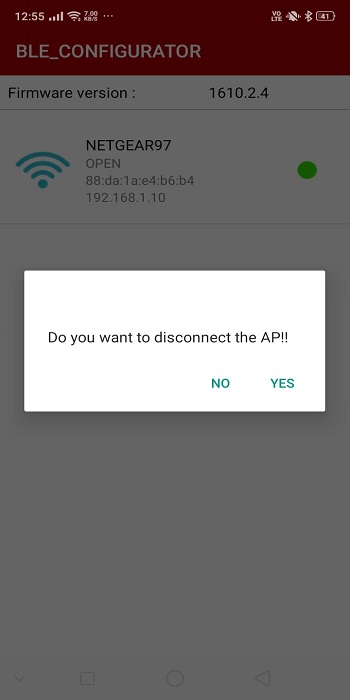 12:55 7.00 KB/S ... VO LTE 41
BLE_CONFIGURATOR
Firmware version : 1610.2.4
NETGEAR97
OPEN
88:da:1a:e4:b6:b4
192.168.1.10
Do you want to disconnect the AP!!
NO YES